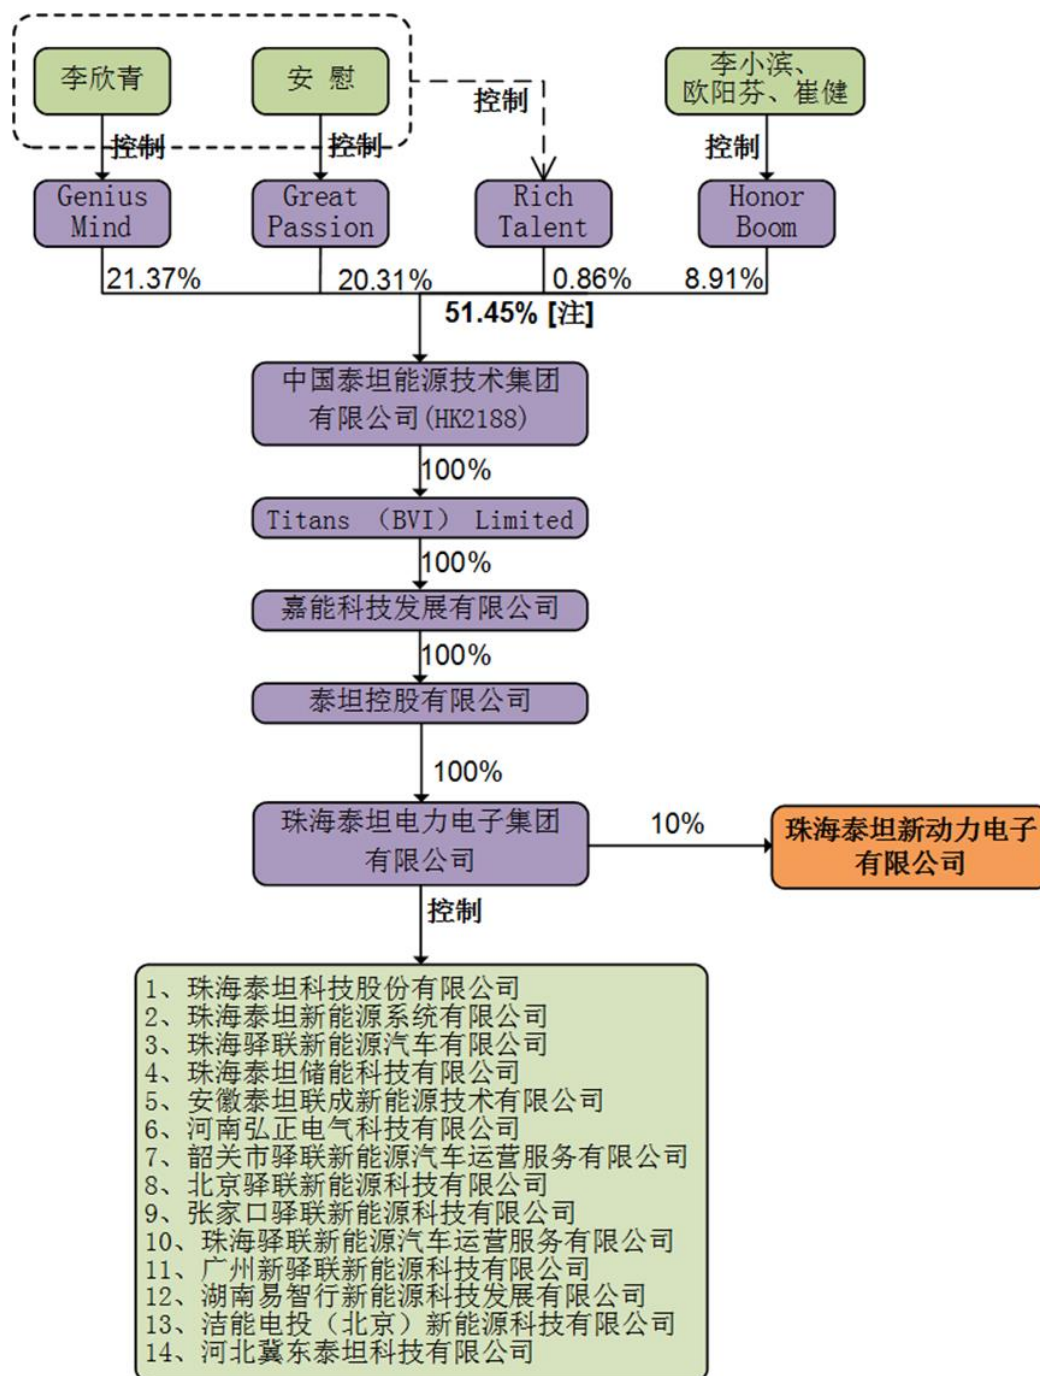 李欣青
安 慰
李小滨、
欧阳芬、崔健
控制
控制
控制
控制
Genius
Mind
Great
Passion
Rich
Talent
Honor
Boom
21.37%
20.31%
0.86%
8.91%
51.45% [注]
中国泰坦能源技术集团
有限公司(HK2188)
100%
Titans （BVI） Limited
100%
嘉能科技发展有限公司
100%
泰坦控股有限公司
100%
珠海泰坦电力电子集团
有限公司
10%
珠海泰坦新动力电子
有限公司
控制
1、珠海泰坦科技股份有限公司
2、珠海泰坦新能源系统有限公司
3、珠海驿联新能源汽车有限公司
4、珠海泰坦储能科技有限公司
5、安徽泰坦联成新能源技术有限公司
6、河南弘正电气科技有限公司
7、韶关市驿联新能源汽车运营服务有限公司
8、北京驿联新能源科技有限公司
9、张家口驿联新能源科技有限公司
10、珠海驿联新能源汽车运营服务有限公司
11、广州新驿联新能源科技有限公司
12、湖南易智行新能源科技发展有限公司
13、洁能电投（北京）新能源科技有限公司
14、河北冀东泰坦科技有限公司